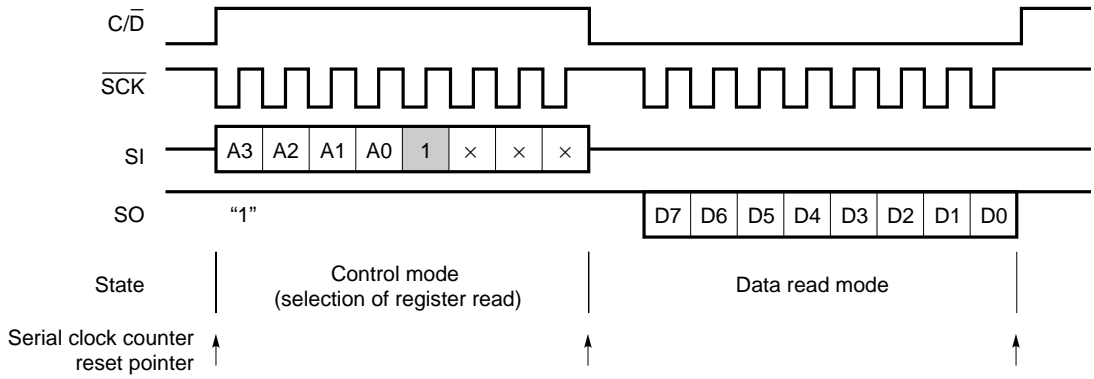 C/D̅
S̅C̅K̅
SI A3 A2 A1 A0 1 × × ×
SO “1” D7 D6 D5 D4 D3 D2 D1 D0
State Control mode Data read mode
(selection of register read)
Serial clock counter
reset pointer